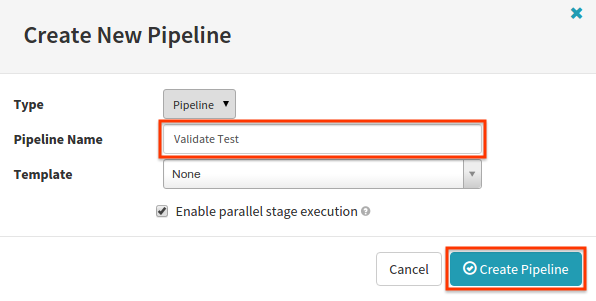 Create New Pipeline
Type Pipeline
Pipeline Name Validate Test
Template None
Enable parallel stage execution ?
Cancel Create Pipeline